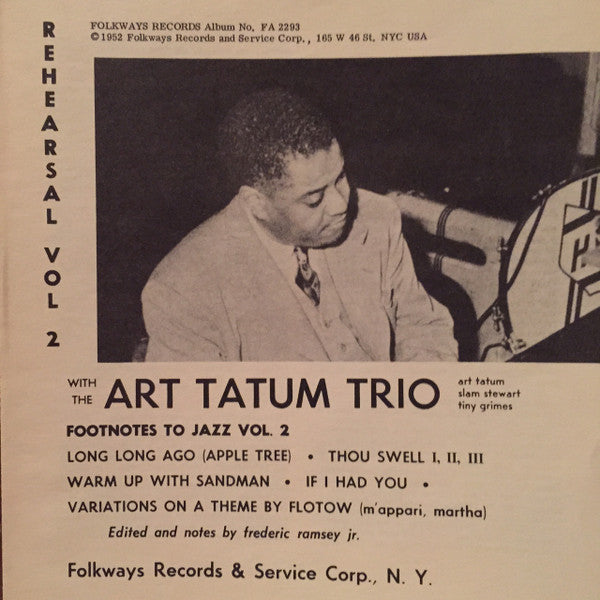 FOLKWAYS RECORDS Album No. FA 2293
©1952 Folkways Records and Service Corp., 165 W 46 St. NYC USA
REHEARSAL VOL 2
WITH THE ART TATUM TRIO
art tatum
slam stewart
tiny grimes
FOOTNOTES TO JAZZ VOL. 2
LONG LONG AGO (APPLE TREE) • THOU SWELL I, II, III
WARM UP WITH SANDMAN • IF I HAD YOU •
VARIATIONS ON A THEME BY FLOTOW (m'appari, martha)
Edited and notes by frederic ramsey jr.
Folkways Records & Service Corp., N. Y.